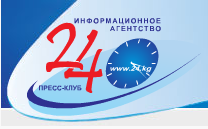 ИНФОРМАЦИОННОЕ
АГЕНТСТВО
24
www.24.kg
ПРЕСС-КЛУБ